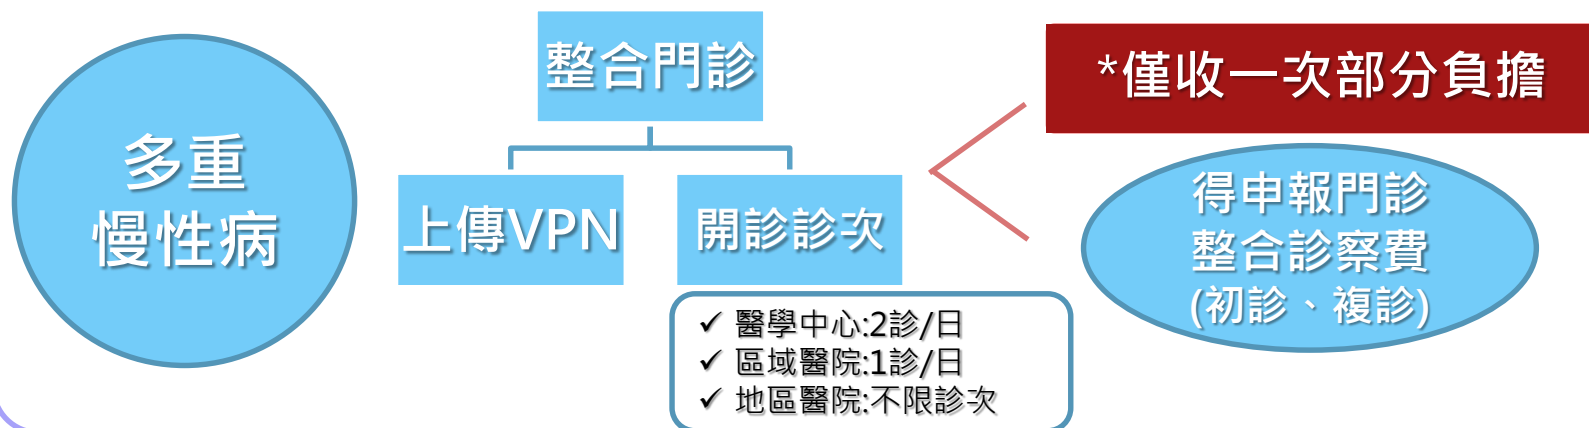 多重
慢性病
整合門診
上傳VPN
開診診次
✓ 醫學中心:2診/日
✓ 區域醫院:1診/日
✓ 地區醫院:不限診次
*僅收一次部分負擔
得申報門診
整合診察費
(初診、複診)